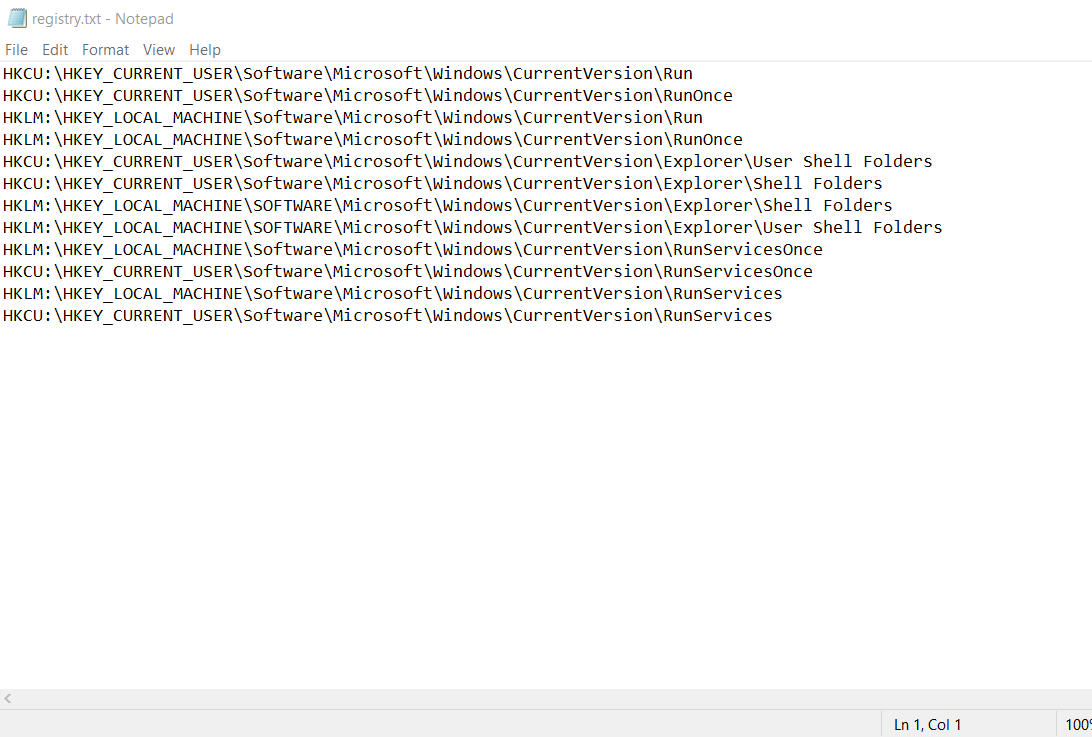 registry.txt - Notepad
File Edit Format View Help
HKCU:\HKEY_CURRENT_USER\Software\Microsoft\Windows\CurrentVersion\Run
HKCU:\HKEY_CURRENT_USER\Software\Microsoft\Windows\CurrentVersion\RunOnce
HKLM:\HKEY_LOCAL_MACHINE\Software\Microsoft\Windows\CurrentVersion\Run
HKLM:\HKEY_LOCAL_MACHINE\Software\Microsoft\Windows\CurrentVersion\RunOnce
HKCU:\HKEY_CURRENT_USER\Software\Microsoft\Windows\CurrentVersion\Explorer\User Shell Folders
HKCU:\HKEY_CURRENT_USER\Software\Microsoft\Windows\CurrentVersion\Explorer\Shell Folders
HKLM:\HKEY_LOCAL_MACHINE\SOFTWARE\Microsoft\Windows\CurrentVersion\Explorer\Shell Folders
HKLM:\HKEY_LOCAL_MACHINE\SOFTWARE\Microsoft\Windows\CurrentVersion\Explorer\User Shell Folders
HKLM:\HKEY_LOCAL_MACHINE\Software\Microsoft\Windows\CurrentVersion\RunServicesOnce
HKCU:\HKEY_CURRENT_USER\Software\Microsoft\Windows\CurrentVersion\RunServicesOnce
HKLM:\HKEY_LOCAL_MACHINE\Software\Microsoft\Windows\CurrentVersion\RunServices
HKCU:\HKEY_CURRENT_USER\Software\Microsoft\Windows\CurrentVersion\RunServices
Ln 1, Col 1 100%